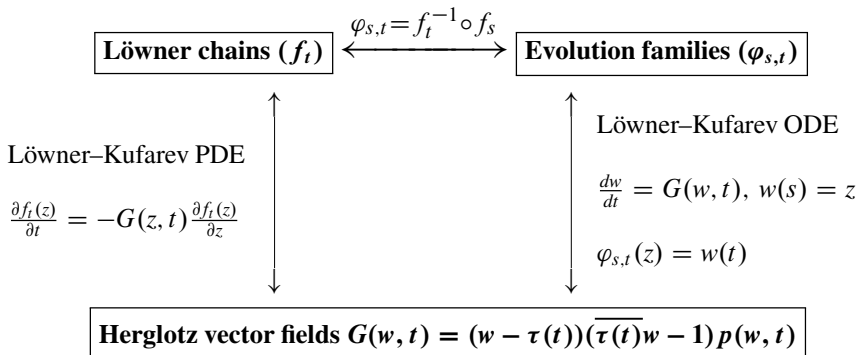 φ_{s,t} = f_t^{-1} ∘ f_s
Löwner chains (f_t)
Evolution families (φ_{s,t})
Löwner–Kufarev PDE
∂f_t(z)/∂t = −G(z, t) ∂f_t(z)/∂z
Löwner–Kufarev ODE
dw/dt = G(w, t), w(s) = z
φ_{s,t}(z) = w(t)
Herglotz vector fields G(w, t) = (w − τ(t))(\overline{τ(t)}w − 1)p(w, t)